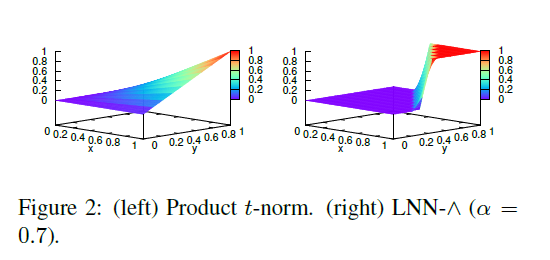 1 1 1 1
0.8 0.8 0.8 0.8
0.6 0.6 0.6 0.6
0.4 0.4 0.4 0.4
0.2 0.2 0.2 0.2
0 0 0 0
0 0.2 0.4 0.6 0.8 1 0 0.2 0.4 0.6 0.8 1 0 0.2 0.4 0.6 0.8 1 0 0.2 0.4 0.6 0.8 1
x y x y
Figure 2: (left) Product t-norm. (right) LNN-∧ (α =
0.7).